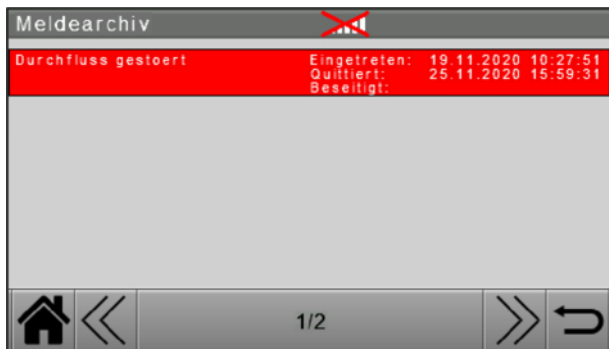 Meldearchiv
Durchfluss gestoert Eingetreten: 19.11.2020 10:27:51
Quittiert: 25.11.2020 15:59:31
Beseitigt:
1/2